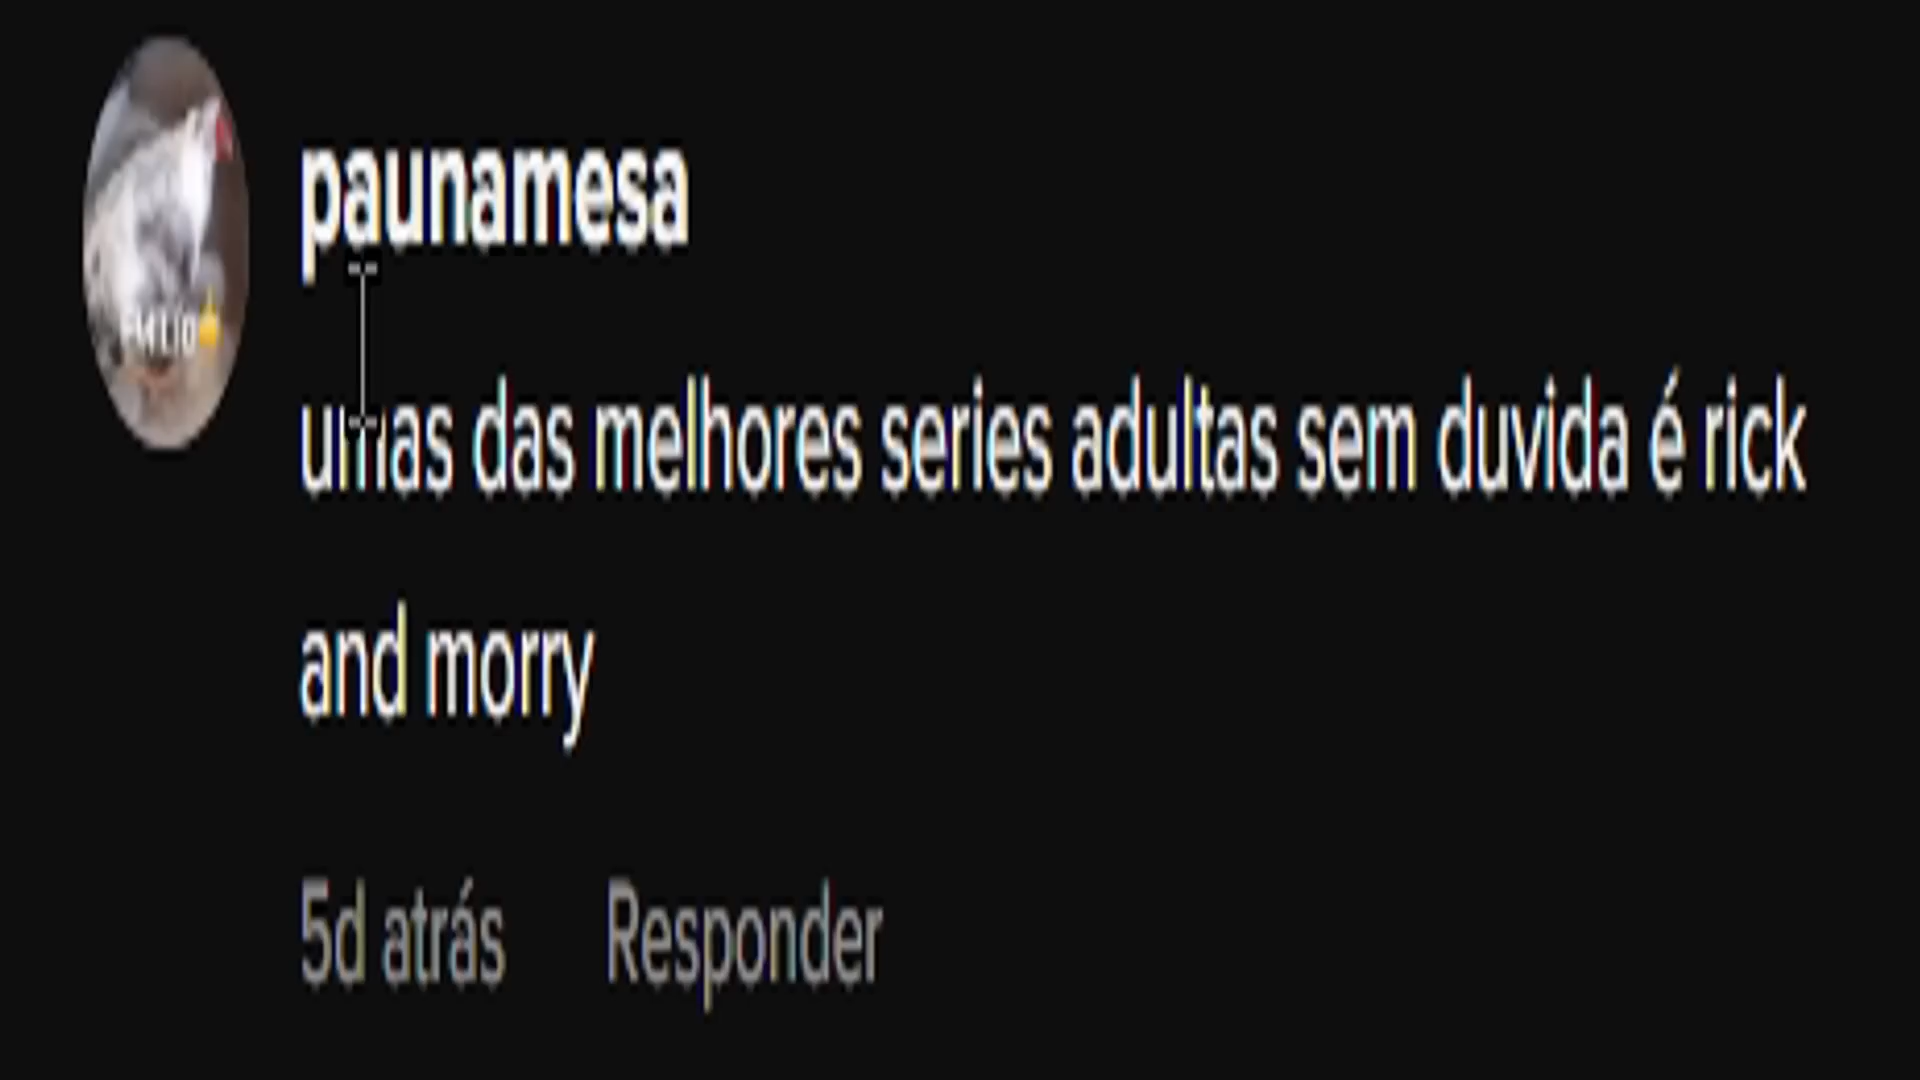 paunamesa
umas das melhores series adultas sem duvida é rick
and morry
5d atrás Responder